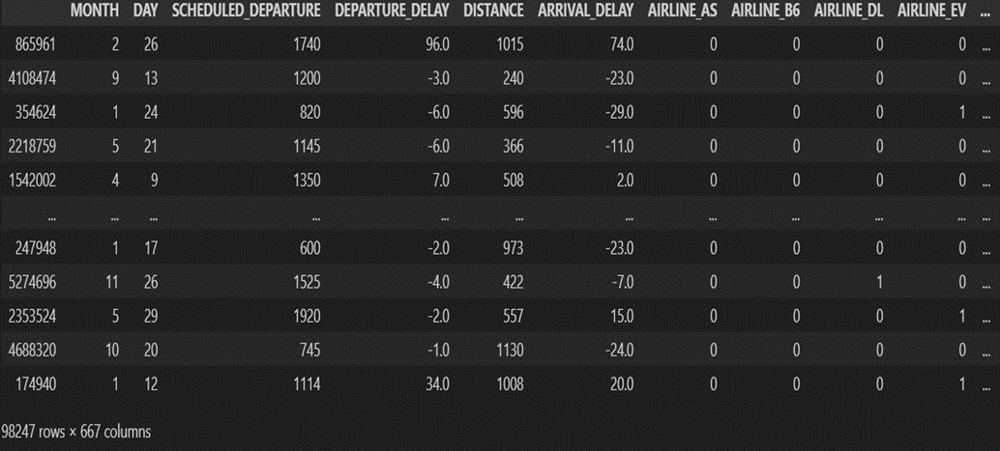 MONTH DAY SCHEDULED_DEPARTURE DEPARTURE_DELAY DISTANCE ARRIVAL_DELAY AIRLINE_AS AIRLINE_B6 AIRLINE_DL AIRLINE_EV ...
865961 2 26 1740 96.0 1015 74.0 0 0 0 0 ...
4108474 9 13 1200 -3.0 240 -23.0 0 0 0 0 ...
354624 1 24 820 -6.0 596 -29.0 0 0 0 1 ...
2218759 5 21 1145 -6.0 366 -11.0 0 0 0 0 ...
1542002 4 9 1350 7.0 508 2.0 0 0 0 0 ...
... ... ... ... ... ... ... ... ... ... ... ...
247948 1 17 600 -2.0 973 -23.0 0 0 0 0 ...
5274696 11 26 1525 -4.0 422 -7.0 0 0 1 0 ...
2353524 5 29 1920 -2.0 557 15.0 0 0 0 1 ...
4688320 10 20 745 -1.0 1130 -24.0 0 0 0 0 ...
174940 1 12 1114 34.0 1008 20.0 0 0 0 1 ...
98247 rows × 667 columns